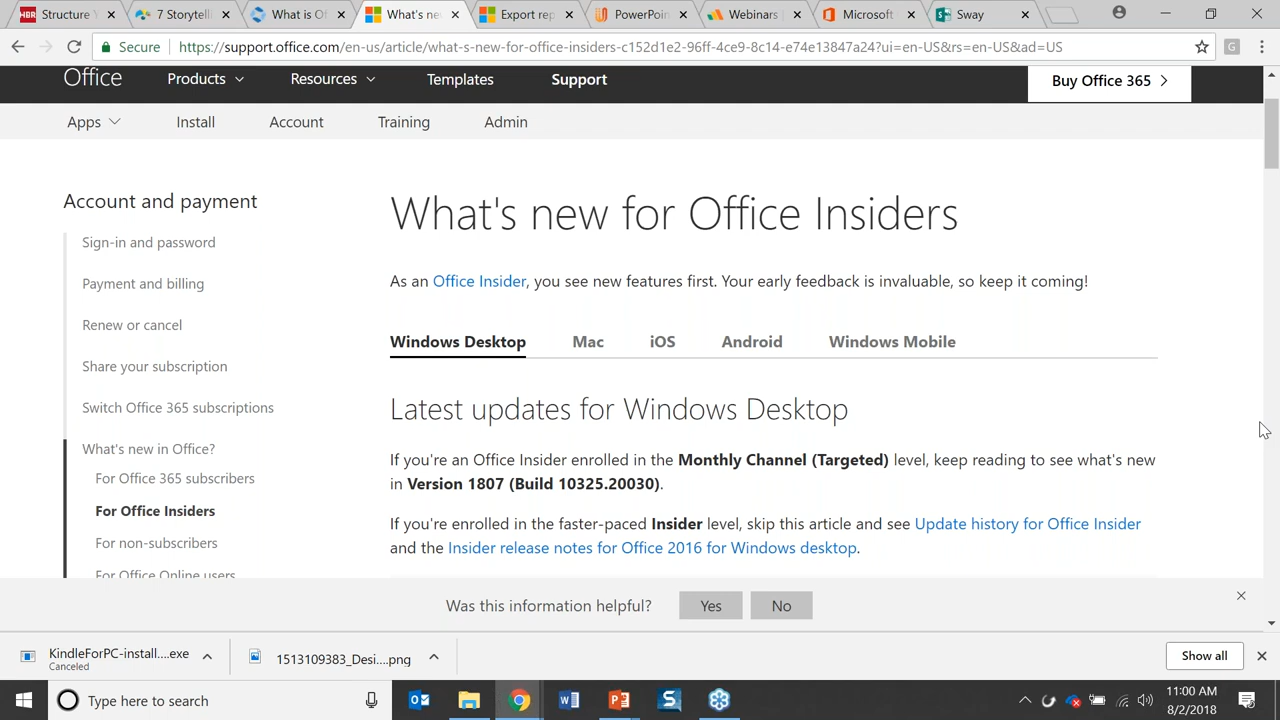 HBR Structure Y
7 Storytelli
What is Of
What's nev
Export rep
PowerPoin
Webinars |
Microsoft
Sway
Secure
https://support.office.com/en-us/article/what-s-new-for-office-insiders-c152d1e2-96ff-4ce9-8c14-e74e13847a24?ui=en-US&rs=en-US&ad=US
G
Office
Products
Resources
Templates
Support
Buy Office 365
Apps
Install
Account
Training
Admin
Account and payment
Sign-in and password
Payment and billing
Renew or cancel
Share your subscription
Switch Office 365 subscriptions
What's new in Office?
For Office 365 subscribers
For Office Insiders
For non-subscribers
For Office Online users
What's new for Office Insiders
As an Office Insider, you see new features first. Your early feedback is invaluable, so keep it coming!
Windows Desktop
Mac
iOS
Android
Windows Mobile
Latest updates for Windows Desktop
If you're an Office Insider enrolled in the Monthly Channel (Targeted) level, keep reading to see what's new
in Version 1807 (Build 10325.20030).
If you're enrolled in the faster-paced Insider level, skip this article and see Update history for Office Insider
and the Insider release notes for Office 2016 for Windows desktop.
Was this information helpful?
Yes
No
KindleForPC-install....exe
Canceled
1513109383_Desi....png
Show all
Type here to search
11:00 AM
8/2/2018